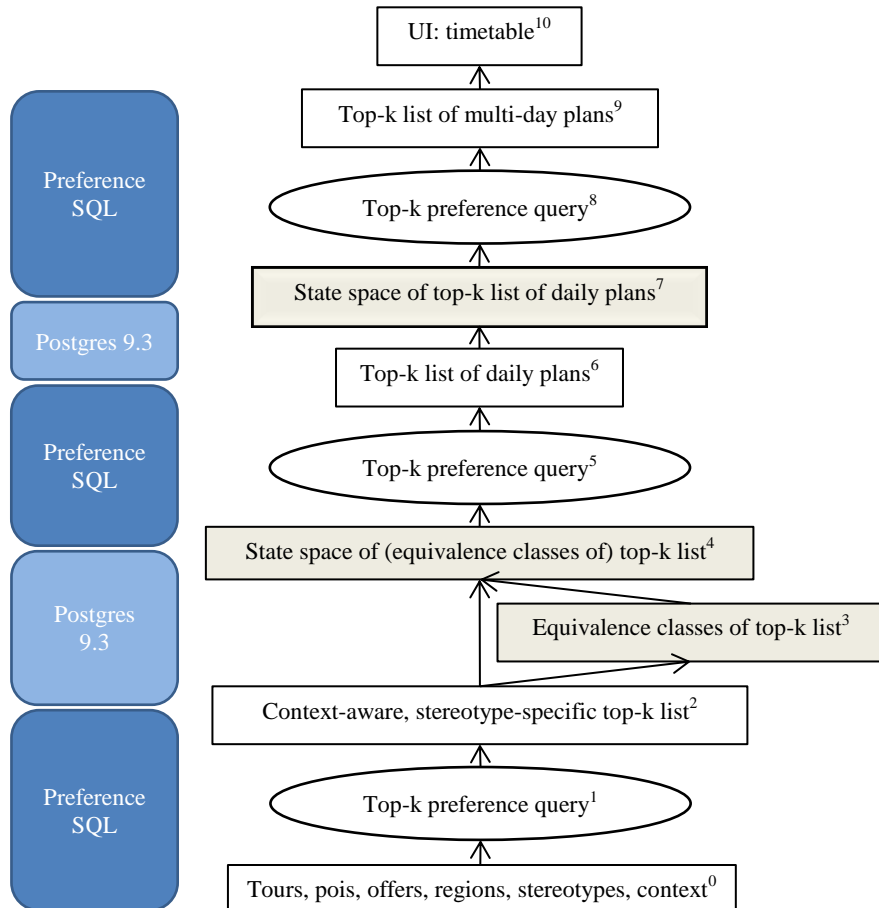 UI: timetable¹⁰
Top-k list of multi-day plans⁹
Preference
SQL
Top-k preference query⁸
State space of top-k list of daily plans⁷
Postgres 9.3
Top-k list of daily plans⁶
Preference
SQL
Top-k preference query⁵
State space of (equivalence classes of) top-k list⁴
Postgres
9.3
Equivalence classes of top-k list³
Context-aware, stereotype-specific top-k list²
Preference
SQL
Top-k preference query¹
Tours, pois, offers, regions, stereotypes, context⁰